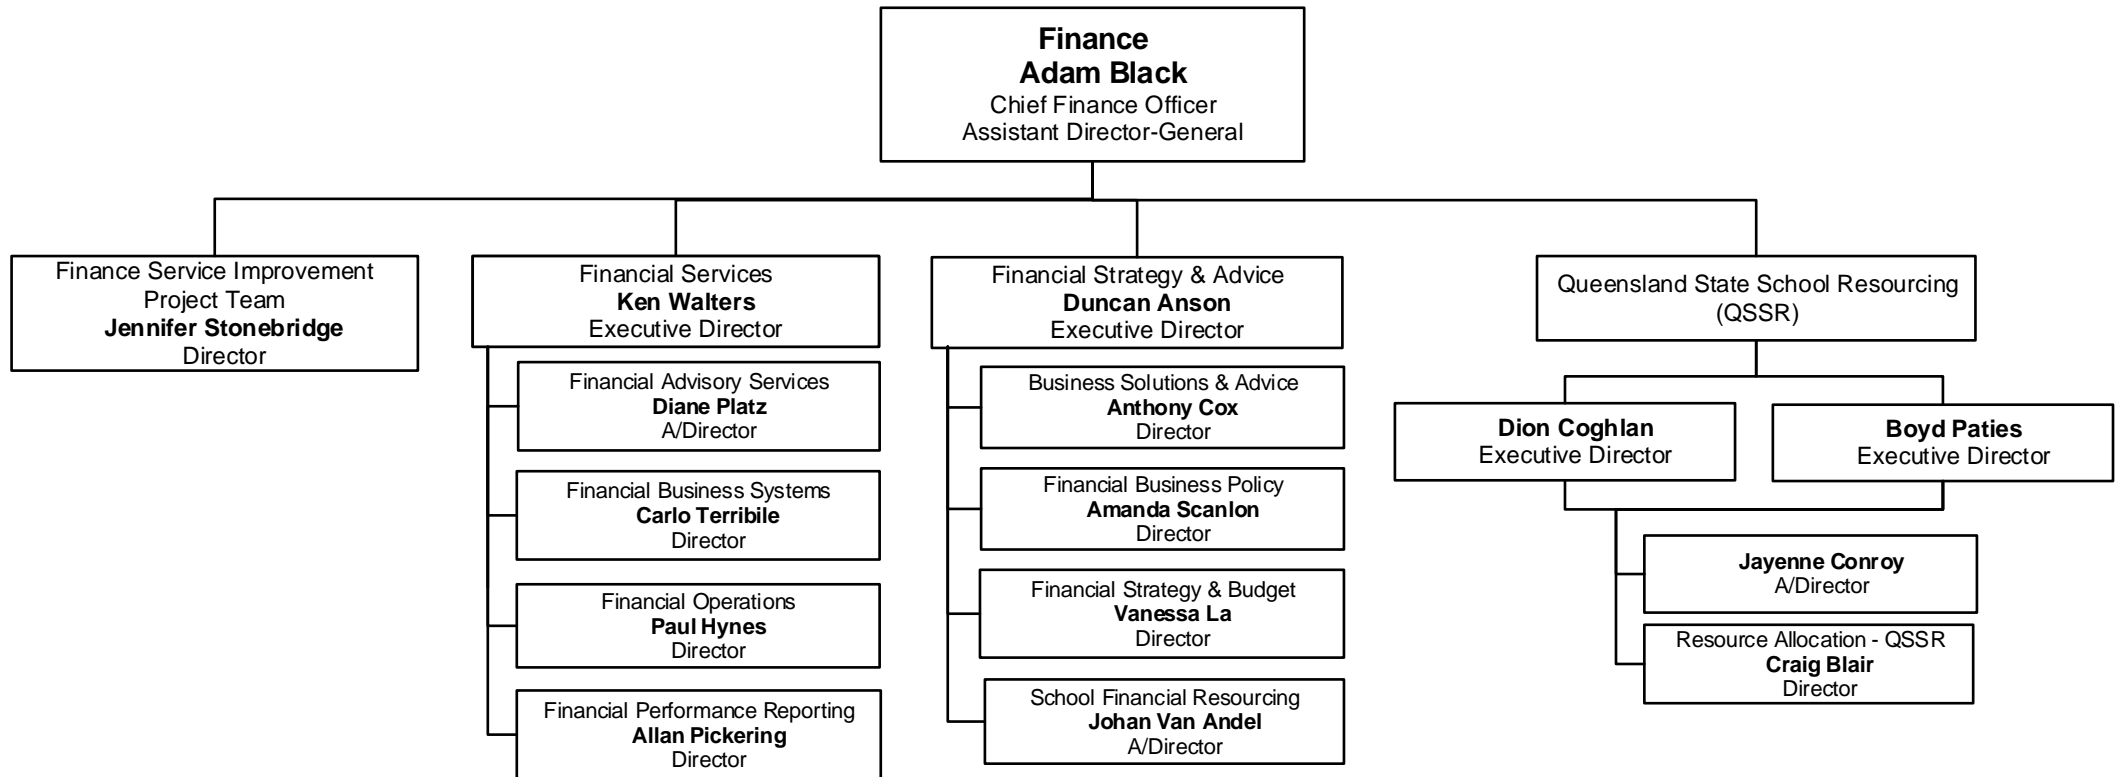 Finance
Adam Black
Chief Finance Officer
Assistant Director-General
Finance Service Improvement
Project Team
Jennifer Stonebridge
Director
Financial Services
Ken Walters
Executive Director
Financial Advisory Services
Diane Platz
A/Director
Financial Business Systems
Carlo Terribile
Director
Financial Operations
Paul Hynes
Director
Financial Performance Reporting
Allan Pickering
Director
Financial Strategy & Advice
Duncan Anson
Executive Director
Business Solutions & Advice
Anthony Cox
Director
Financial Business Policy
Amanda Scanlon
Director
Financial Strategy & Budget
Vanessa La
Director
School Financial Resourcing
Johan Van Andel
A/Director
Queensland State School Resourcing
(QSSR)
Dion Coghlan
Executive Director
Boyd Paties
Executive Director
Jayenne Conroy
A/Director
Resource Allocation - QSSR
Craig Blair
Director